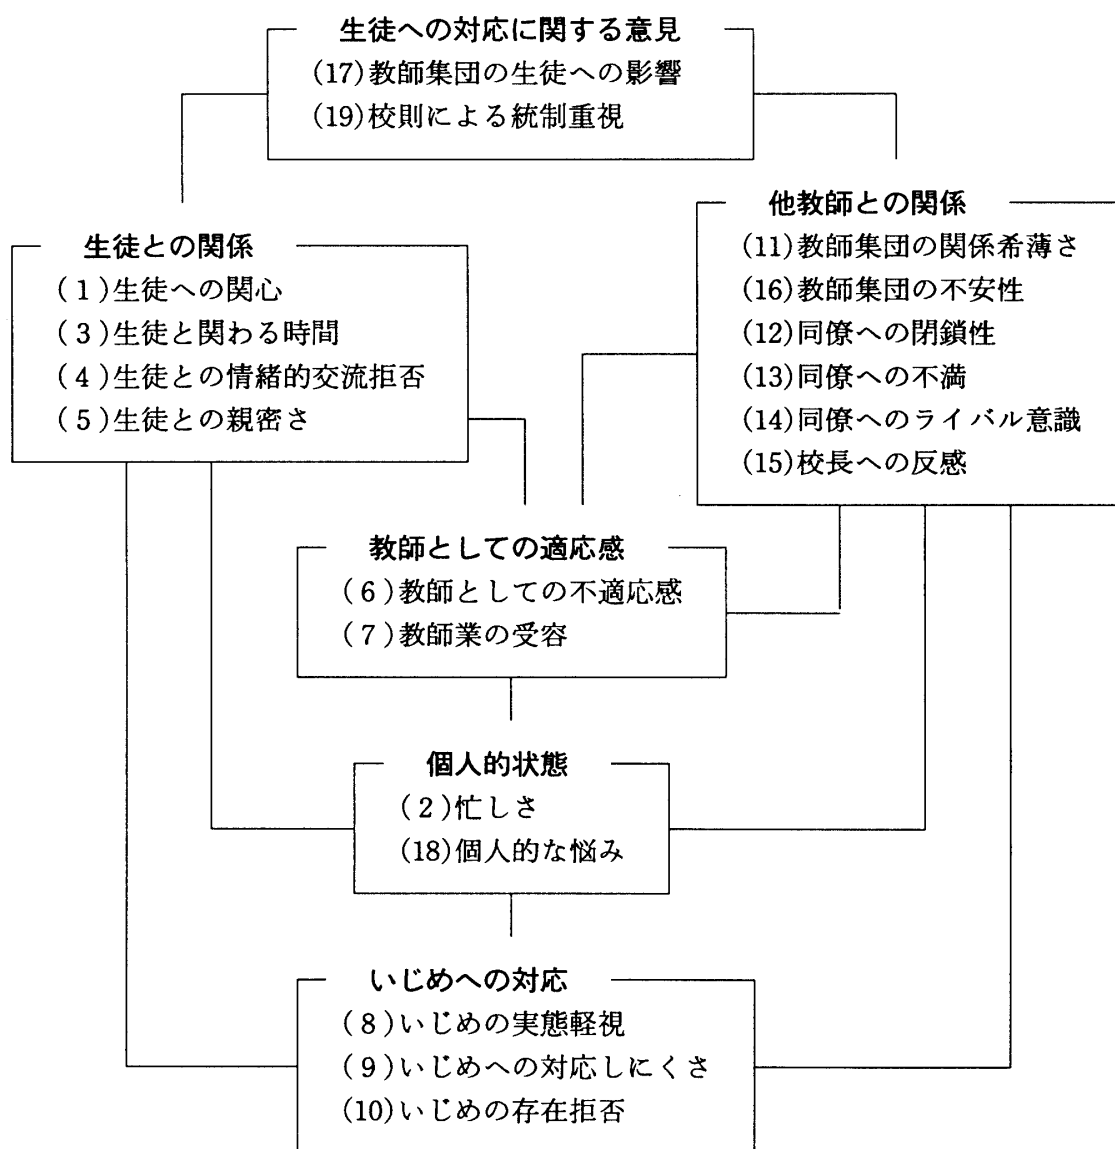 生徒への対応に関する意見
(17)教師集団の生徒への影響
(19)校則による統制重視
他教師との関係
(11)教師集団の関係希薄さ
(16)教師集団の不安性
(12)同僚への閉鎖性
(13)同僚への不満
(14)同僚へのライバル意識
(15)校長への反感
生徒との関係
(1)生徒への関心
(3)生徒と関わる時間
(4)生徒との情緒的交流拒否
(5)生徒との親密さ
教師としての適応感
(6)教師としての不適応感
(7)教師業の受容
個人的状態
(2)忙しさ
(18)個人的な悩み
いじめへの対応
(8)いじめの実態軽視
(9)いじめへの対応しにくさ
(10)いじめの存在拒否